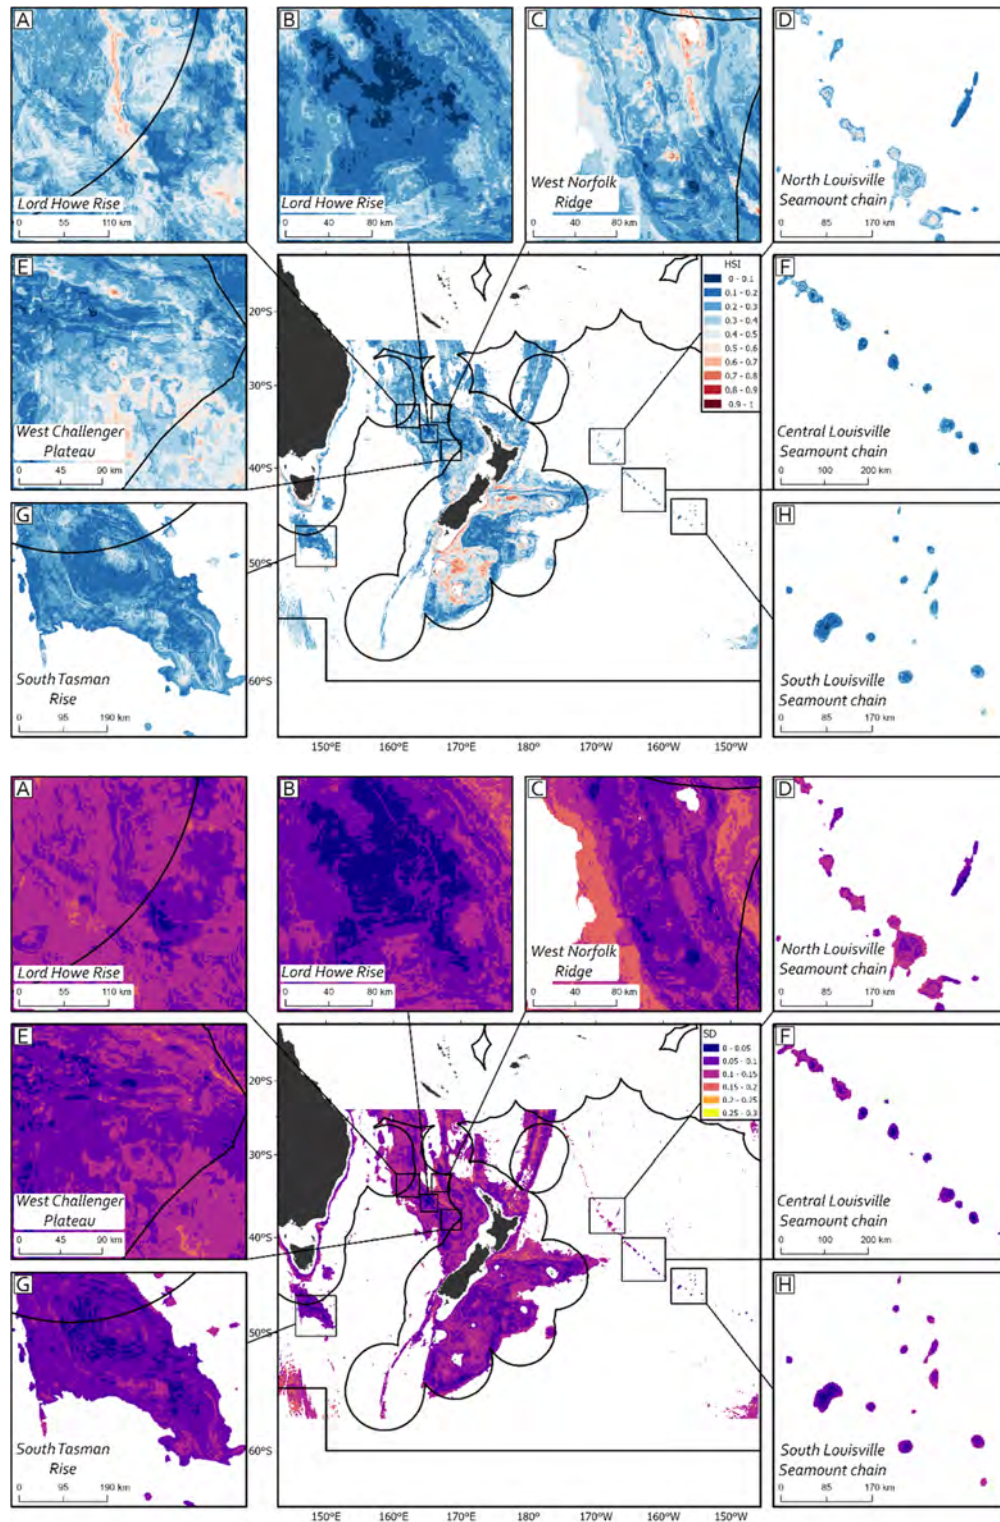 A
Lord Howe Rise
0 55 110 km
B
Lord Howe Rise
0 40 80 km
C
West Norfolk
Ridge
0 40 80 km
D
North Louisville
Seamount chain
0 85 170 km
E
West Challenger
Plateau
0 45 90 km
HSI
0 - 0.1
0.1 - 0.2
0.2 - 0.3
0.3 - 0.4
0.4 - 0.5
0.5 - 0.6
0.6 - 0.7
0.7 - 0.8
0.8 - 0.9
0.9 - 1
20°S
30°S
40°S
50°S
60°S
150°E 160°E 170°E 180° 170°W 160°W 150°W
F
Central Louisville
Seamount chain
0 100 200 km
G
South Tasman
Rise
0 95 190 km
H
South Louisville
Seamount chain
0 85 170 km
A
Lord Howe Rise
0 55 110 km
B
Lord Howe Rise
0 40 80 km
C
West Norfolk
Ridge
0 40 80 km
D
North Louisville
Seamount chain
0 85 170 km
E
West Challenger
Plateau
0 45 90 km
SD
0 - 0.05
0.05 - 0.1
0.1 - 0.15
0.15 - 0.2
0.2 - 0.25
0.25 - 0.3
20°S
30°S
40°S
50°S
60°S
150°E 160°E 170°E 180° 170°W 160°W 150°W
F
Central Louisville
Seamount chain
0 100 200 km
G
South Tasman
Rise
0 95 190 km
H
South Louisville
Seamount chain
0 85 170 km